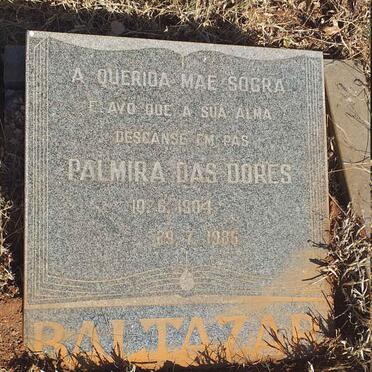 A QUERIDA MAE SOGRA
E AVO QUE A SUA ALMA
DESCANSE EM PAS
PALMIRA DAS DORES
10. 6. 1904
29. 7. 1986
BALTAZAR